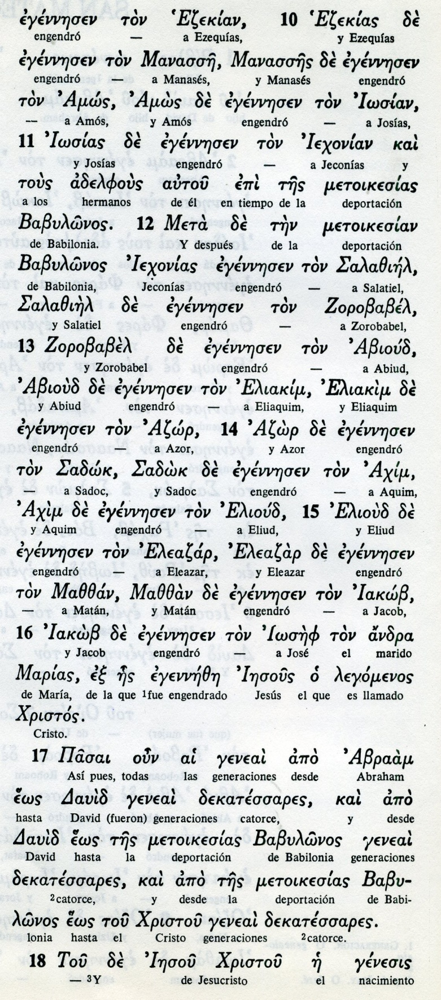 ἐγέννησεν τὸν Ἑζεκίαν, 10 Ἑζεκίας δὲ
engendró — a Ezequías, y Ezequías
ἐγέννησεν τὸν Μανασσῆ, Μανασσῆς δὲ ἐγέννησεν
engendró — a Manasés, y Manasés engendró
τὸν Ἀμώς, Ἀμὼς δὲ ἐγέννησεν τὸν Ἰωσίαν,
— a Amós, y Amós engendró — a Josías,
11 Ἰωσίας δὲ ἐγέννησεν τὸν Ἰεχονίαν καὶ
y Josías engendró — a Jeconías y
τοὺς ἀδελφοὺς αὐτοῦ ἐπὶ τῆς μετοικεσίας
a los hermanos de él en tiempo de la deportación
Βαβυλῶνος. 12 Μετὰ δὲ τὴν μετοικεσίαν
de Babilonia. Y después de la deportación
Βαβυλῶνος Ἰεχονίας ἐγέννησεν τὸν Σαλαθιήλ,
de Babilonia, Jeconías engendró — a Salatiel,
Σαλαθιὴλ δὲ ἐγέννησεν τὸν Ζοροβαβέλ,
y Salatiel engendró — a Zorobabel,
13 Ζοροβαβὲλ δὲ ἐγέννησεν τὸν Ἀβιούδ,
y Zorobabel engendró — a Abiud,
Ἀβιοὺδ δὲ ἐγέννησεν τὸν Ἐλιακίμ, Ἐλιακὶμ δὲ
y Abiud engendró — a Eliaquim, y Eliaquim
ἐγέννησεν τὸν Ἀζώρ, 14 Ἀζὼρ δὲ ἐγέννησεν
engendró — a Azor, y Azor engendró
τὸν Σαδώκ, Σαδὼκ δὲ ἐγέννησεν τὸν Ἀχίμ,
— a Sadoc, y Sadoc engendró — a Aquim,
Ἀχὶμ δὲ ἐγέννησεν τὸν Ἐλιούδ, 15 Ἐλιοὺδ δὲ
y Aquim engendró — a Eliud, y Eliud
ἐγέννησεν τὸν Ἐλεαζάρ, Ἐλεαζὰρ δὲ ἐγέννησεν
engendró — a Eleazar, y Eleazar engendró
τὸν Μαθθάν, Μαθθὰν δὲ ἐγέννησεν τὸν Ἰακώβ,
— a Matán, y Matán engendró — a Jacob,
16 Ἰακὼβ δὲ ἐγέννησεν τὸν Ἰωσὴφ τὸν ἄνδρα
y Jacob engendró — a José el marido
Μαρίας, ἐξ ἧς ἐγεννήθη Ἰησοῦς ὁ λεγόμενος
de María, de la que ¹fue engendrado Jesús el que es llamado
Χριστός.
Cristo.
17 Πᾶσαι οὖν αἱ γενεαὶ ἀπὸ Ἀβραὰμ
Así pues, todas las generaciones desde Abraham
ἕως Δαυὶδ γενεαὶ δεκατέσσαρες, καὶ ἀπὸ
hasta David (fueron) generaciones catorce, y desde
Δαυὶδ ἕως τῆς μετοικεσίας Βαβυλῶνος γενεαὶ
David hasta la deportación de Babilonia generaciones
δεκατέσσαρες, καὶ ἀπὸ τῆς μετοικεσίας Βαβυ-
²catorce, y desde la deportación de Babi-
λῶνος ἕως τοῦ Χριστοῦ γενεαὶ δεκατέσσαρες.
lonia hasta el Cristo generaciones ²catorce.
18 Τοῦ δὲ Ἰησοῦ Χριστοῦ ἡ γένεσις
— ³Y de Jesucristo el nacimiento